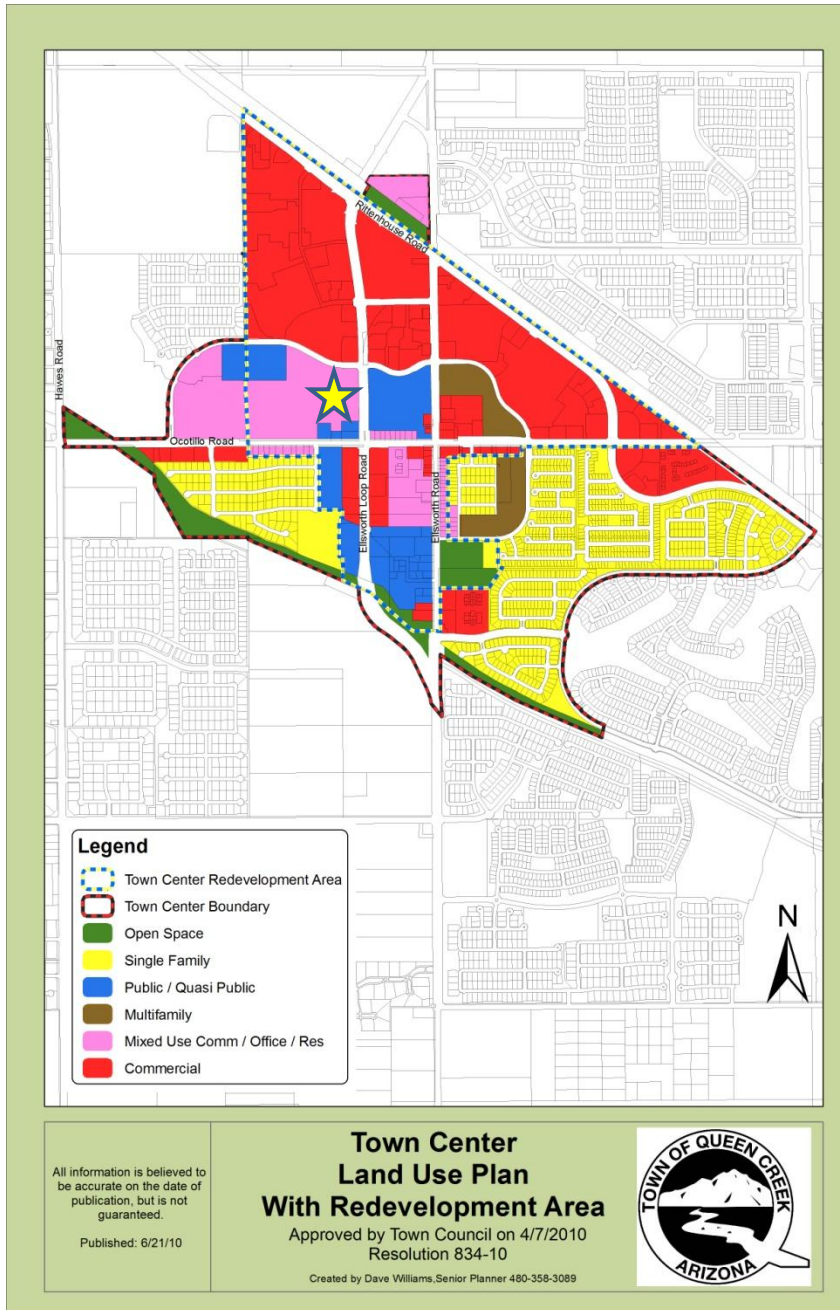 Rittenhouse Road
Hawes Road
Ocotillo Road
Ellsworth Loop Road
Ellsworth Road
Legend
Town Center Redevelopment Area
Town Center Boundary
Open Space
Single Family
Public / Quasi Public
Multifamily
Mixed Use Comm / Office / Res
Commercial
N
All information is believed to
be accurate on the date of
publication, but is not
guaranteed.
Published: 6/21/10
Town Center
Land Use Plan
With Redevelopment Area
Approved by Town Council on 4/7/2010
Resolution 834-10
Created by Dave Williams,Senior Planner 480-358-3089
TOWN OF QUEEN CREEK
ARIZONA